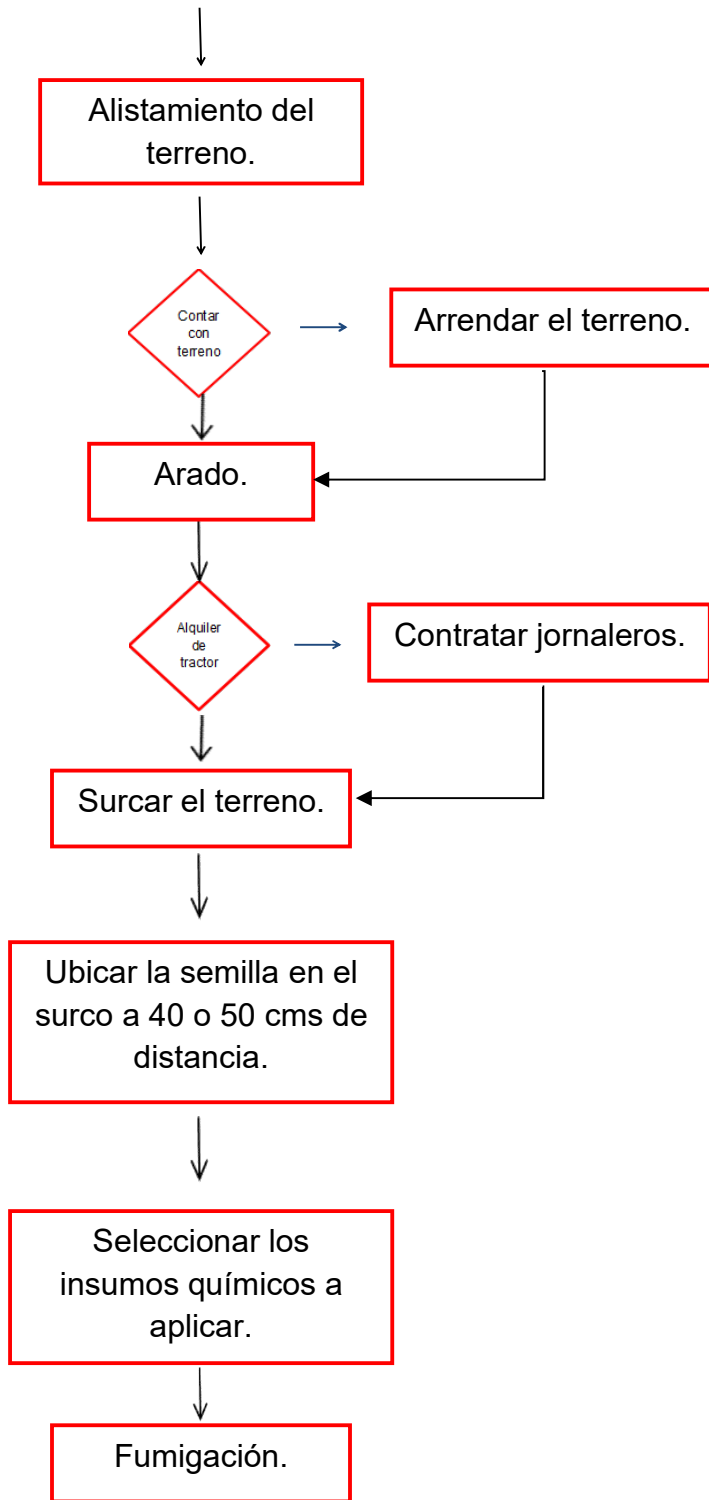 Alistamiento del
terreno.
Contar
con
terreno
Arrendar el terreno.
Arado.
Alquiler
de
tractor
Contratar jornaleros.
Surcar el terreno.
Ubicar la semilla en el
surco a 40 o 50 cms de
distancia.
Seleccionar los
insumos químicos a
aplicar.
Fumigación.